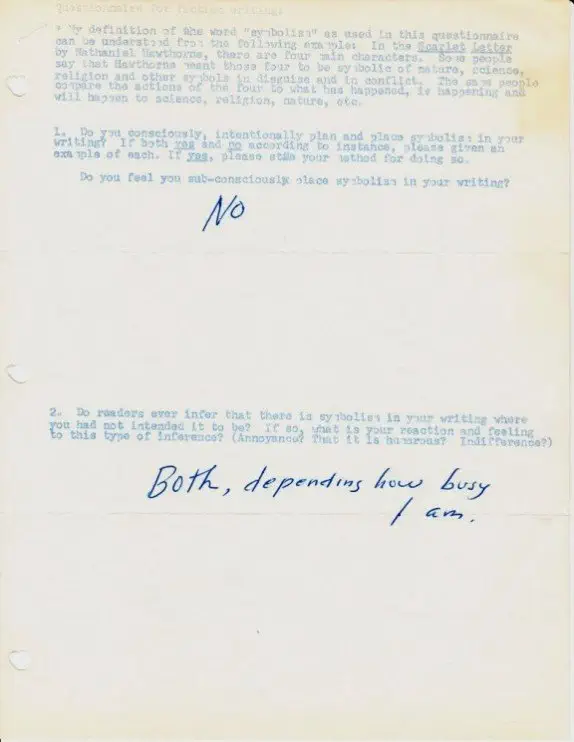 Questionnaire for fiction writing:
* My definition of the word "symbolism" as used in this questionnaire
can be understood from the following example: In the Scarlet Letter
by Nathaniel Hawthorne, there are four main characters. Some people
say that Hawthorne meant those four to be symbolic of nature, science,
religion and other symbols in disguise and in conflict. The same people
compare the actions of the four to what has happened, is happening and
will happen to science, religion, nature, etc.
1. Do you consciously, intentionally plan and place symbolism in your
writing? If both yes and no according to instance, please given an
example of each. If yes, please state your method for doing so.
Do you feel you sub-consciously place symbolism in your writing?
NO
2. Do readers ever infer that there is symbolism in your writing where
you had not intended it to be? If so, what is your reaction and feeling
to this type of inference? (Annoyance? That it is humorous? Indifference?)
Both, depending how busy
I am.